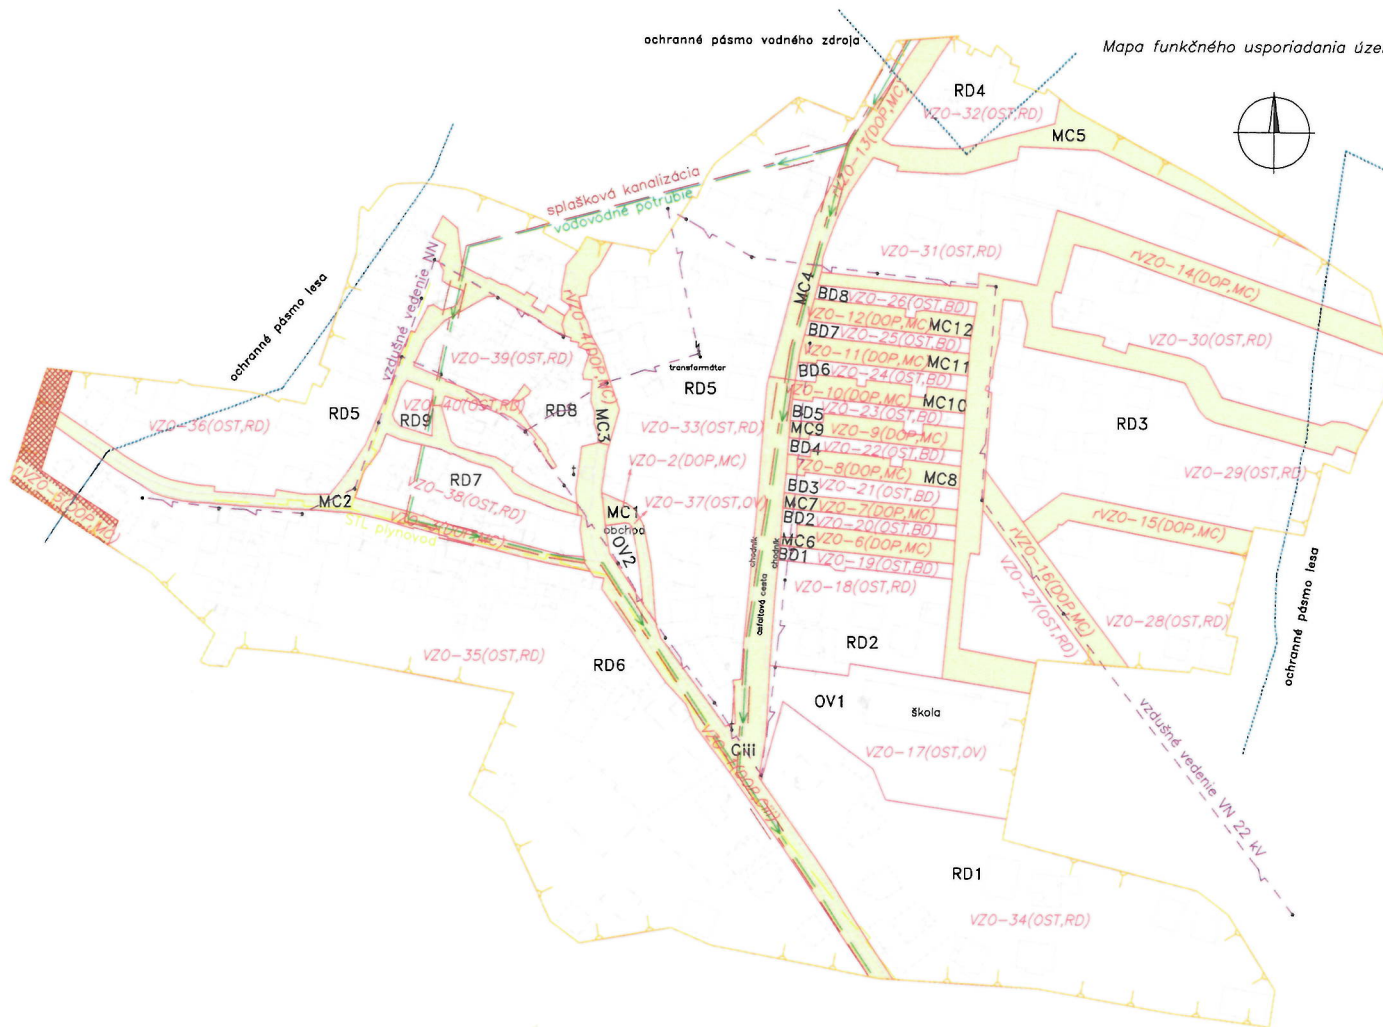 ochranné pásmo vodného zdroja
Mapa funkčného usporiadania úze
RD4
VZO-32(OST,RD)
rVZO-13(DOP,MC)
MC5
splašková kanalizácia
vodovodné potrubie
ochranné pásmo lesa
vzdušné vedenie NN
VZO-31(OST,RD)
rVZO-14(DOP,MC)
MC4
BD8
VZO-26(OST,BD)
VZO-12(DOP,MC)
MC12
BD7
VZO-25(OST,BD)
VZO-11(DOP,MC)
MC11
BD6
VZO-24(OST,BD)
VZO-10(DOP,MC)
MC10
BD5
VZO-23(OST,BD)
MC9
VZO-9(DOP,MC)
BD4
VZO-22(OST,BD)
VZO-8(DOP,MC)
MC8
BD3
VZO-21(OST,BD)
MC7
VZO-7(DOP,MC)
BD2
VZO-20(OST,BD)
MC6
VZO-6(DOP,MC)
BD1
VZO-19(OST,BD)
VZO-18(OST,RD)
VZO-30(OST,RD)
RD3
VZO-29(OST,RD)
rVZO-15(DOP,MC)
rVZO-16(DOP,MC)
VZO-27(OST,RD)
VZO-28(OST,RD)
ochranné pásmo lesa
rVZO-4(DOP,MC)
VZO-39(OST,RD)
transformátor
RD5
RD5
VZO-40(OST,RD)
RD9
RD8
MC3
VZO-36(OST,RD)
VZO-33(OST,RD)
VZO-2(DOP,MC)
RD7
VZO-38(OST,RD)
VZO-37(OST,OV)
MC2
MC1
obchod
OV2
STL plynovod
chodník
chodník
asfaltová cesta
VZO-35(OST,RD)
RD6
RD2
OV1
škola
VZO-17(OST,OV)
CIII
vzdušné vedenie VN 22 kV
RD1
VZO-34(OST,RD)